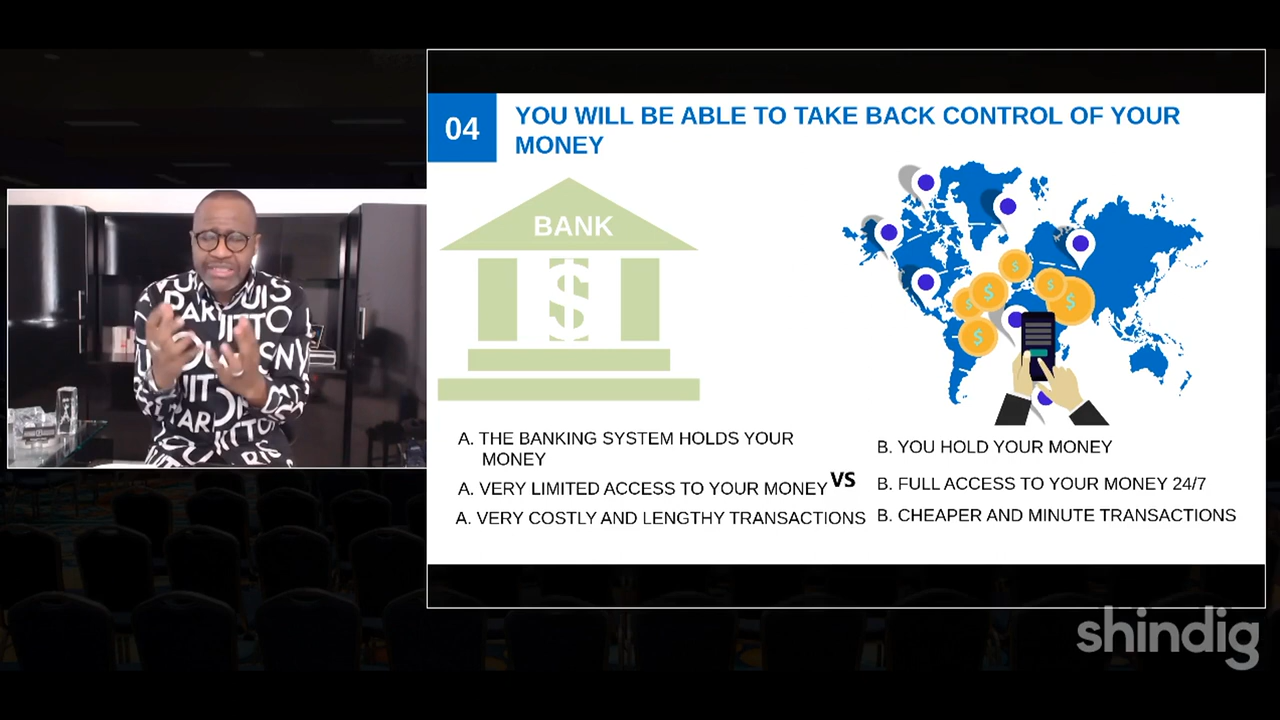 04
YOU WILL BE ABLE TO TAKE BACK CONTROL OF YOUR
MONEY
BANK
$
$
$
$
$
$
$
A. THE BANKING SYSTEM HOLDS YOUR
MONEY
A. VERY LIMITED ACCESS TO YOUR MONEY
A. VERY COSTLY AND LENGTHY TRANSACTIONS
VS
B. YOU HOLD YOUR MONEY
B. FULL ACCESS TO YOUR MONEY 24/7
B. CHEAPER AND MINUTE TRANSACTIONS
shindig